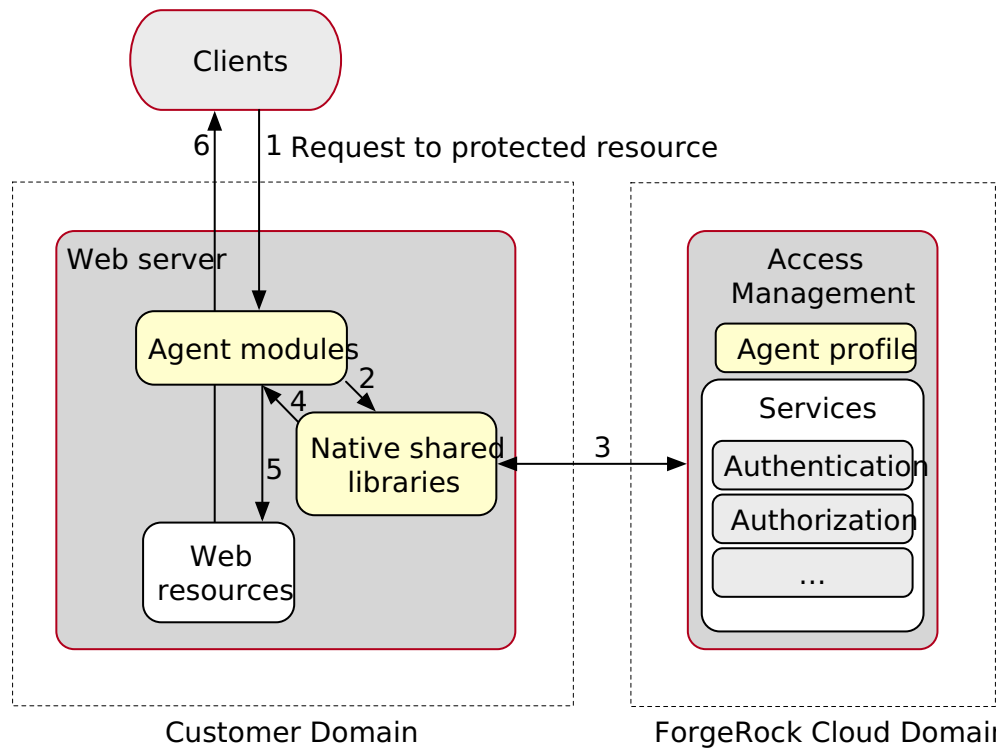 Clients
6
1 Request to protected resource
Web server
Agent modules
2
4
Native shared
libraries
3
5
Web
resources
Customer Domain
Access
Management
Agent profile
Services
Authentication
Authorization
...
ForgeRock Cloud Domain